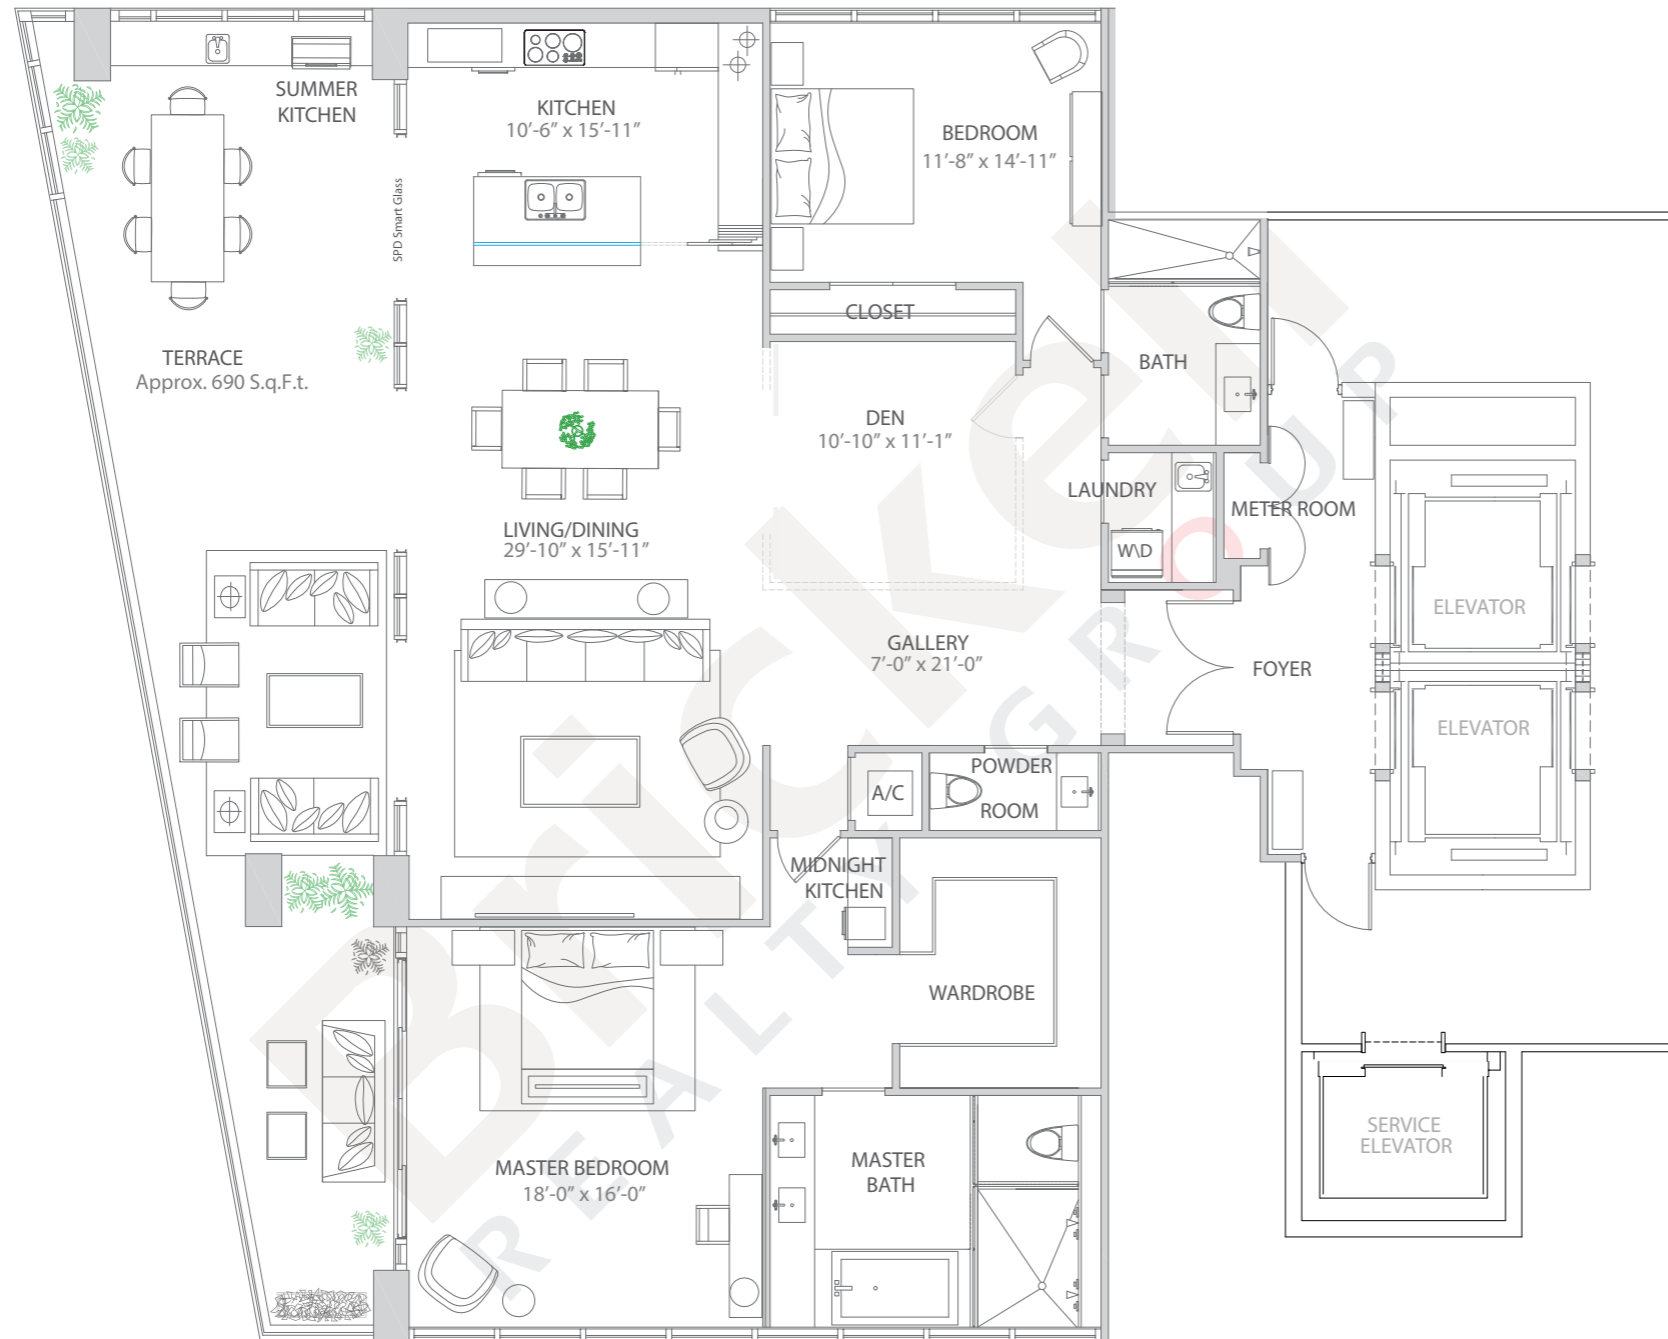 SUMMER
KITCHEN
KITCHEN
10'-6" x 15'-11"
BEDROOM
11'-8" x 14'-11"
SPD Smart Glass
CLOSET
TERRACE
Approx. 690 S.q.F.t.
BATH
DEN
10'-10" x 11'-1"
LAUNDRY
METER ROOM
W\D
LIVING/DINING
29'-10" x 15'-11"
ELEVATOR
GALLERY
7'-0" x 21'-0"
FOYER
ELEVATOR
POWDER
ROOM
A/C
MIDNIGHT
KITCHEN
WARDROBE
SERVICE
ELEVATOR
MASTER BEDROOM
18'-0" x 16'-0"
MASTER
BATH
Brickell
REALTY GROUP